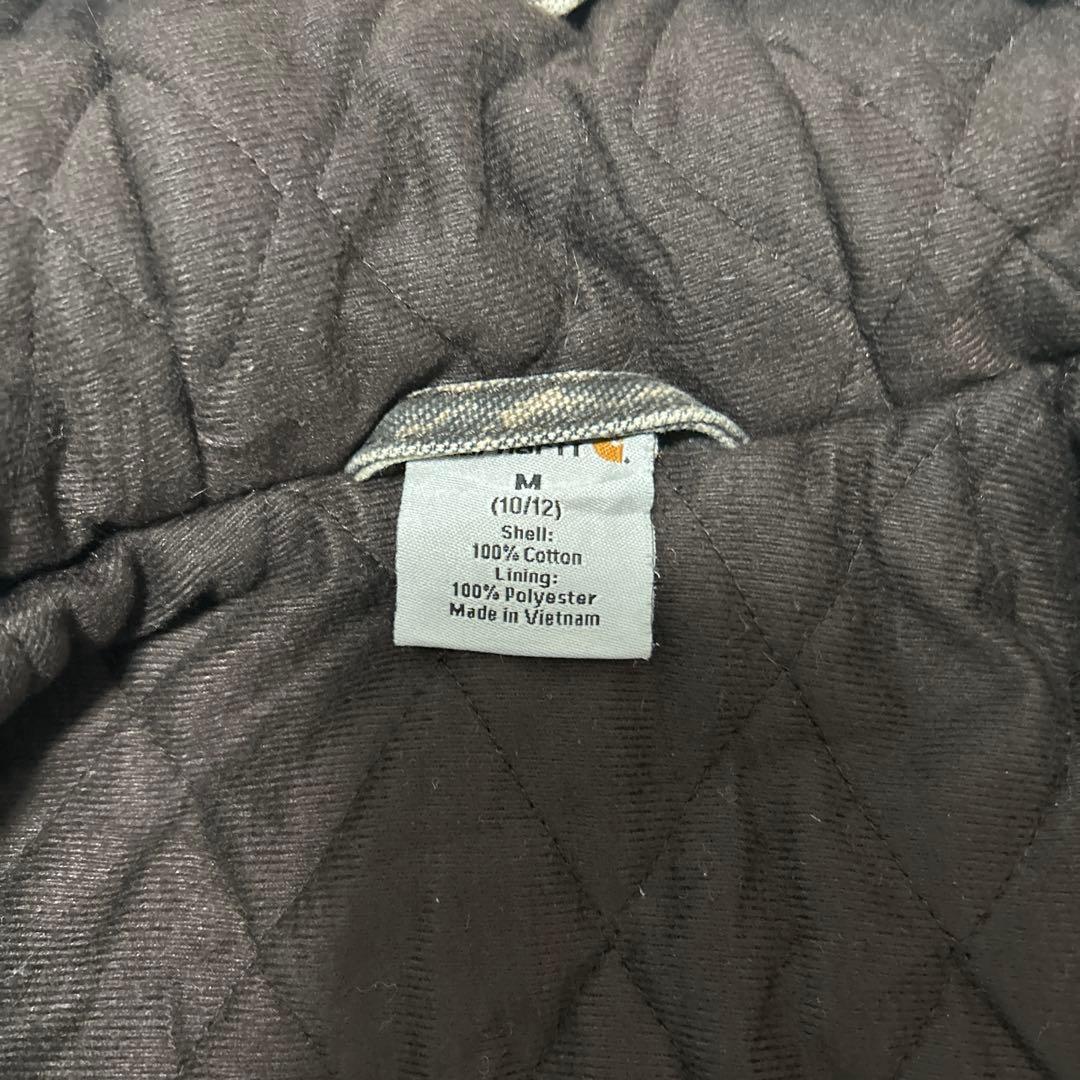 M
(10/12)
Shell:
100% Cotton
Lining:
100% Polyester
Made in Vietnam